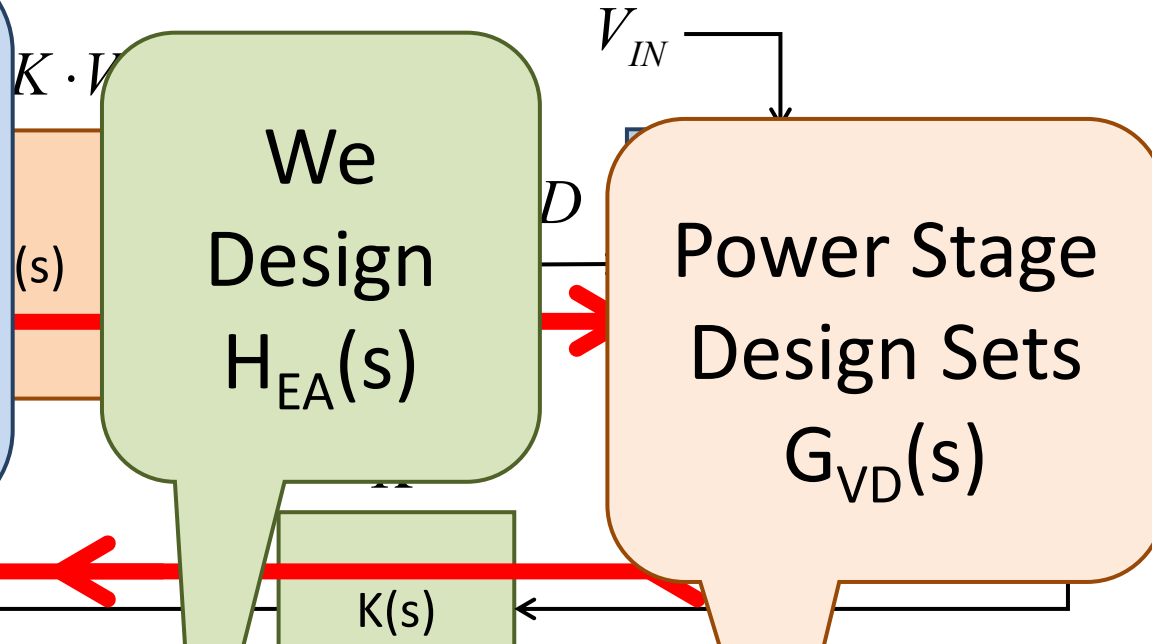 V_IN
K · V
We
Design
H_EA(s)
D
(s)
Power Stage
Design Sets
G_VD(s)
K(s)